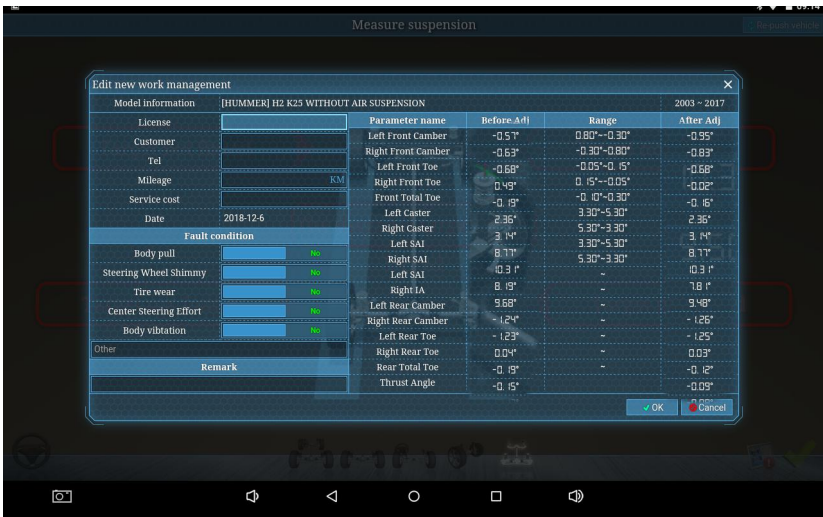 09:14
Measure suspension
Re-push vehicle
Edit new work management
Model information [HUMMER] H2 K25 WITHOUT AIR SUSPENSION 2003 ~ 2017
License
Customer
Tel
Mileage KM
Service cost
Date 2018-12-6
Fault condition
Body pull No
Steering Wheel Shimmy No
Tire wear No
Center Steering Effort No
Body vibtation No
Other
Remark
Parameter name Before Adj Range After Adj
Left Front Camber -0.57° 0.80°~-0.30° -0.95°
Right Front Camber -0.63° -0.30°~0.80° -0.83°
Left Front Toe -0.68° -0.05°~0.15° -0.68°
Right Front Toe 0.49° 0.15°~-0.05° -0.02°
Front Total Toe -0.19° -0.10°~0.30° -0.16°
Left Caster 2.36° 3.30°~5.30° 2.36°
Right Caster 3.14° 5.30°~3.30° 3.14°
Left SAI 8.77° 3.30°~5.30° 8.77°
Right SAI 10.31° 5.30°~3.30° 10.31°
Left SAI 8.19° ~ 7.81°
Right IA 9.68° ~ 9.48°
Left Rear Camber -1.24° ~ -1.26°
Right Rear Camber -1.23° ~ -1.25°
Left Rear Toe 0.04° ~ 0.03°
Right Rear Toe -0.19° ~ -0.12°
Rear Total Toe -0.15° ~ -0.09°
Thrust Angle
OK Cancel